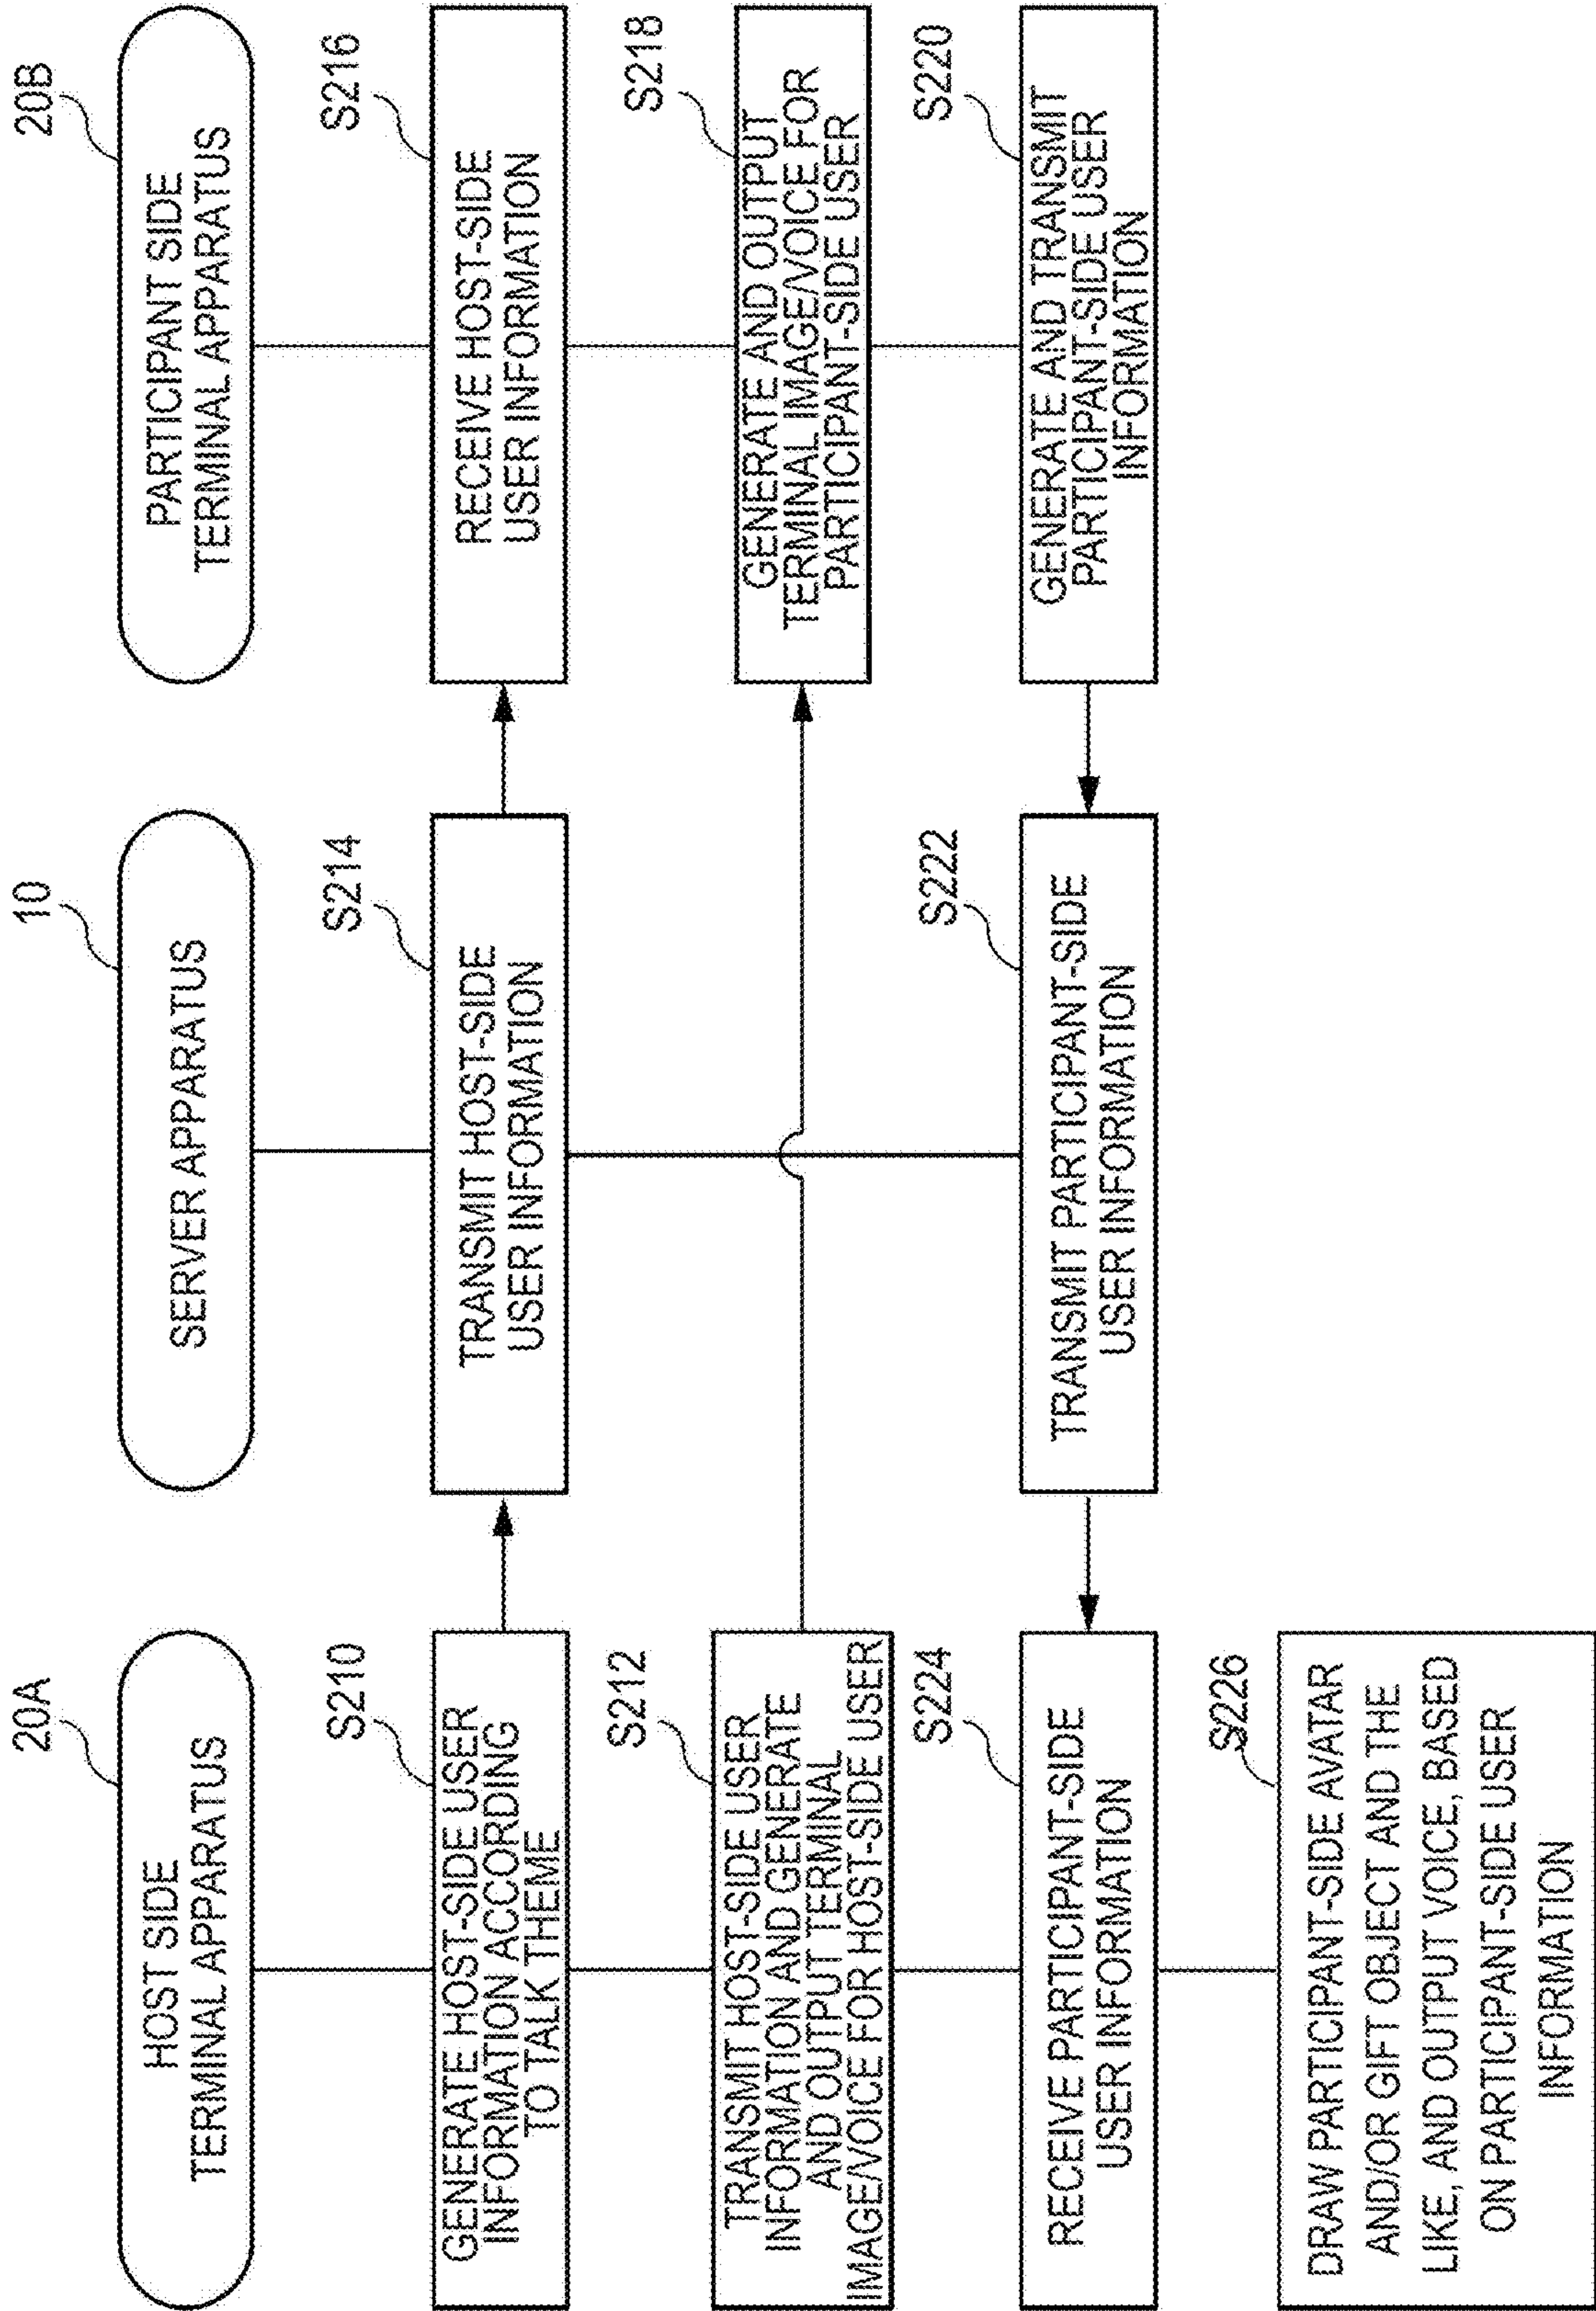 20A
HOST SIDE
TERMINAL APPARATUS
10
SERVER APPARATUS
20B
PARTICIPANT SIDE
TERMINAL APPARATUS
S210
GENERATE HOST-SIDE USER
INFORMATION ACCORDING
TO TALK THEME
S214
TRANSMIT HOST-SIDE
USER INFORMATION
S216
RECEIVE HOST-SIDE
USER INFORMATION
S212
TRANSMIT HOST-SIDE USER
INFORMATION AND GENERATE
AND OUTPUT TERMINAL
IMAGE/VOICE FOR HOST-SIDE USER
S218
GENERATE AND OUTPUT
TERMINAL IMAGE/VOICE FOR
PARTICIPANT-SIDE USER
S224
RECEIVE PARTICIPANT-SIDE
USER INFORMATION
S222
TRANSMIT PARTICIPANT-SIDE
USER INFORMATION
S220
GENERATE AND TRANSMIT
PARTICIPANT-SIDE USER
INFORMATION
S226
DRAW PARTICIPANT-SIDE AVATAR
AND/OR GIFT OBJECT AND THE
LIKE, AND OUTPUT VOICE, BASED
ON PARTICIPANT-SIDE USER
INFORMATION